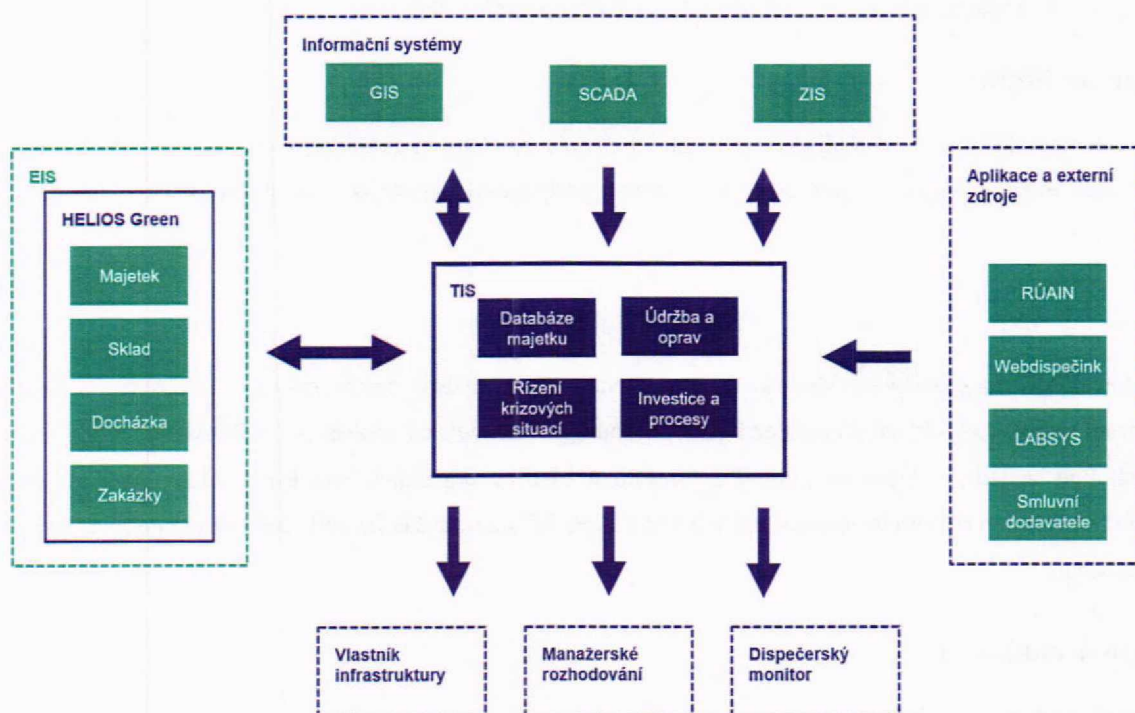 Informační systémy
GIS
SCADA
ZIS
EIS
HELIOS Green
Majetek
Sklad
Docházka
Zakázky
TIS
Databáze
majetku
Údržba a
oprav
Řízení
krizových
situací
Investice a
procesy
Aplikace a externí
zdroje
RÚAIN
Webdispečink
LABSYS
Smluvní
dodavatele
Vlastník
infrastruktury
Manažerské
rozhodování
Dispečerský
monitor